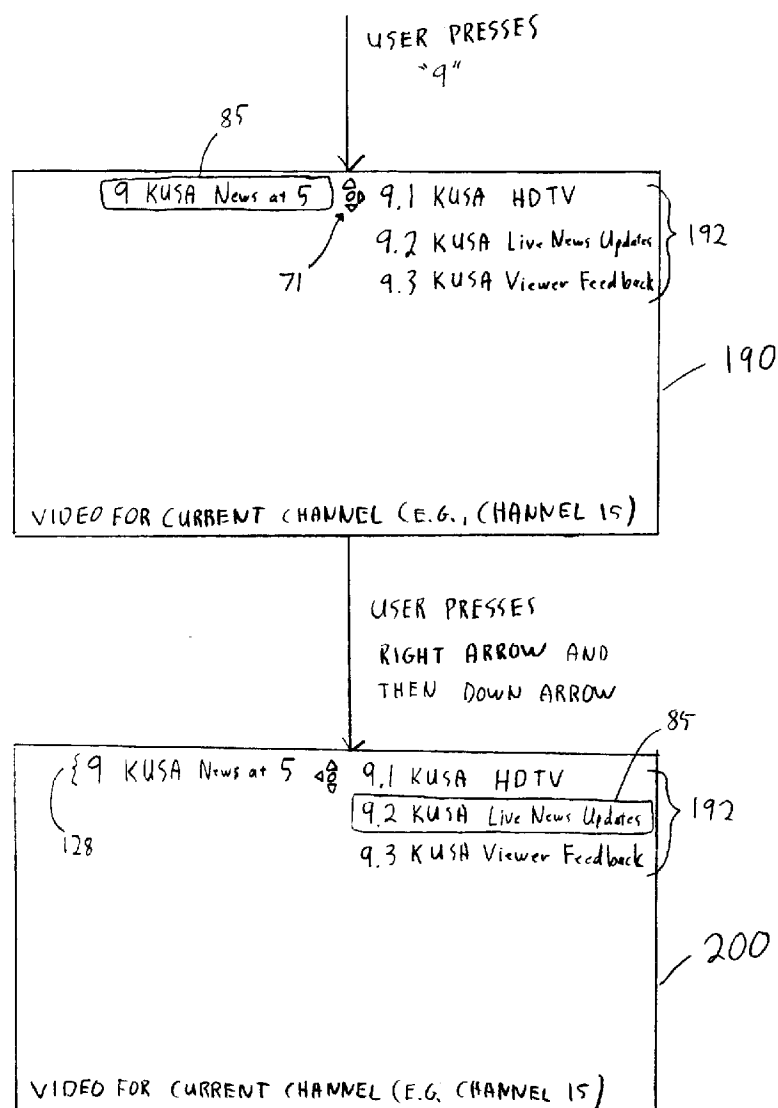 USER PRESSES
"9"
85
9 KUSA News at 5
9.1 KUSA HDTV
9.2 KUSA Live News Updates
9.3 KUSA Viewer Feedback
192
71
190
VIDEO FOR CURRENT CHANNEL (E.G., CHANNEL 15)
USER PRESSES
RIGHT ARROW AND
THEN DOWN ARROW
85
{9 KUSA News at 5
9.1 KUSA HDTV
9.2 KUSA Live News Updates
9.3 KUSA Viewer Feedback
192
128
200
VIDEO FOR CURRENT CHANNEL (E.G. CHANNEL 15)